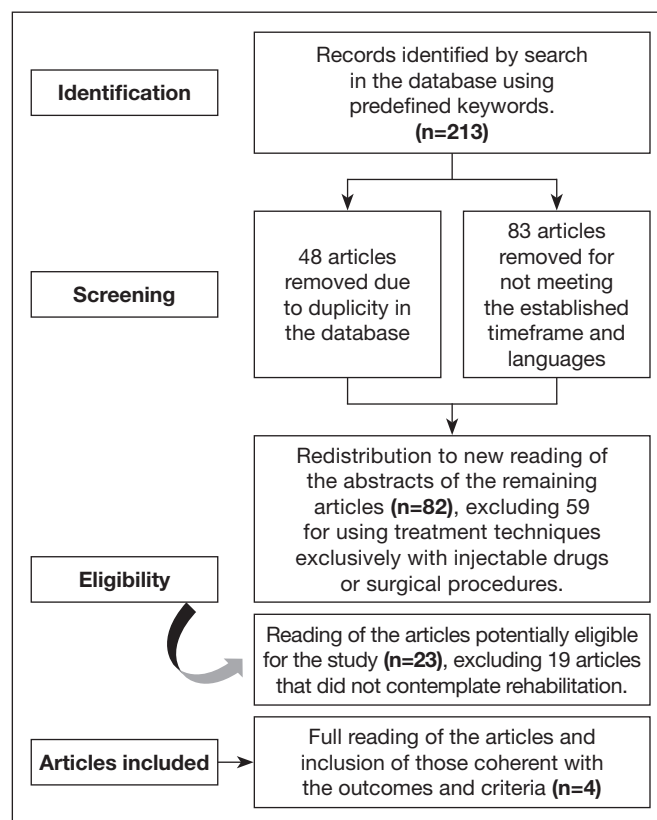 Identification
Records identified by search
in the database using
predefined keywords.
(n=213)
Screening
48 articles
removed due
to duplicity in
the database
83 articles
removed for
not meeting
the established
timeframe and
languages
Eligibility
Redistribution to new reading of
the abstracts of the remaining
articles (n=82), excluding 59
for using treatment techniques
exclusively with injectable drugs
or surgical procedures.
Reading of the articles potentially eligible
for the study (n=23), excluding 19 articles
that did not contemplate rehabilitation.
Articles included
Full reading of the articles and
inclusion of those coherent with
the outcomes and criteria (n=4)